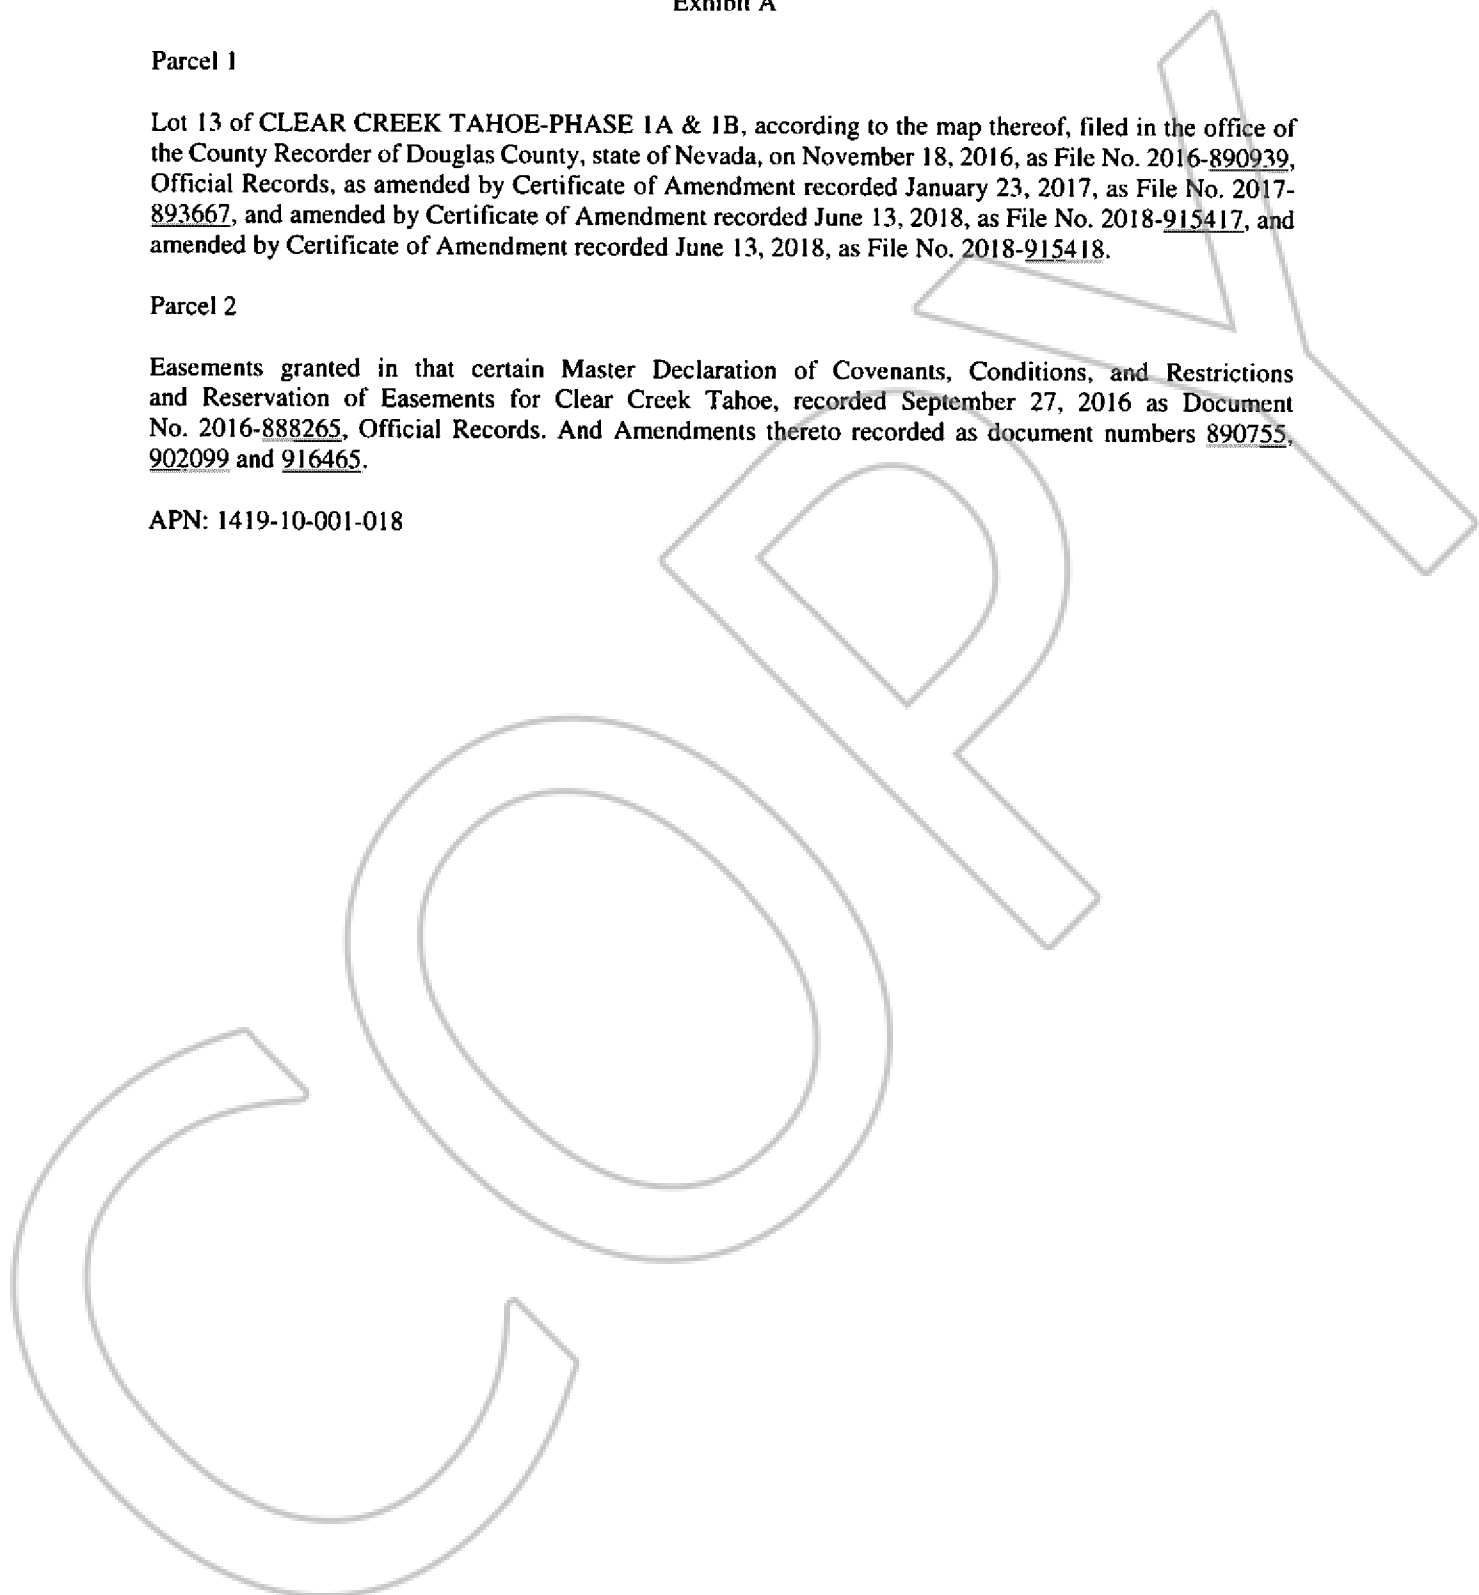 Exhibit A
Parcel 1
Lot 13 of CLEAR CREEK TAHOE-PHASE 1A & 1B, according to the map thereof, filed in the office of
the County Recorder of Douglas County, state of Nevada, on November 18, 2016, as File No. 2016-890939,
Official Records, as amended by Certificate of Amendment recorded January 23, 2017, as File No. 2017-
893667, and amended by Certificate of Amendment recorded June 13, 2018, as File No. 2018-915417, and
amended by Certificate of Amendment recorded June 13, 2018, as File No. 2018-915418.
Parcel 2
Easements granted in that certain Master Declaration of Covenants, Conditions, and Restrictions
and Reservation of Easements for Clear Creek Tahoe, recorded September 27, 2016 as Document
No. 2016-888265, Official Records. And Amendments thereto recorded as document numbers 890755,
902099 and 916465.
APN: 1419-10-001-018
COPY